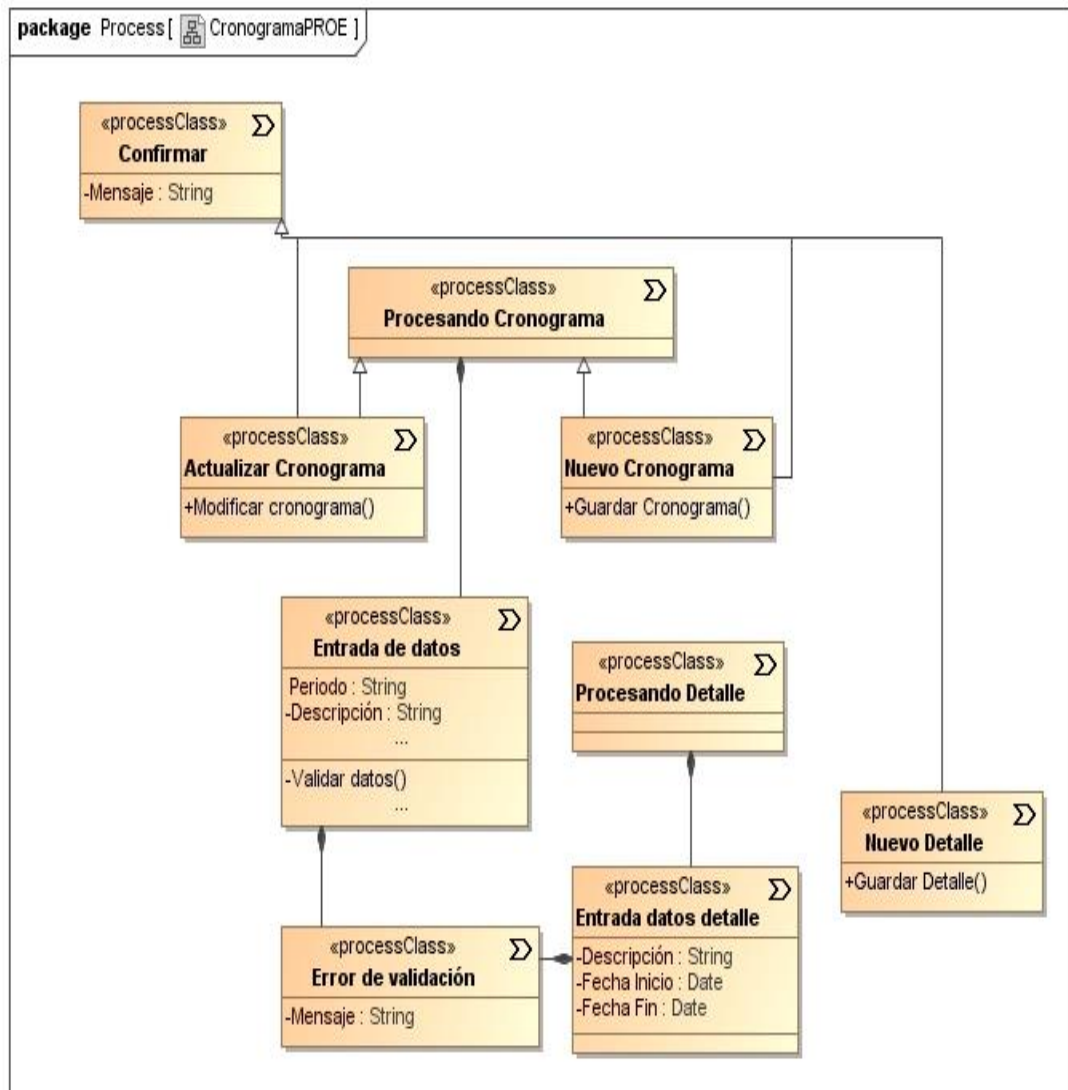 package Process [ CronogramaPROE ]
«processClass»
Confirmar
-Mensaje : String
«processClass»
Procesando Cronograma
«processClass»
Actualizar Cronograma
+Modificar cronograma()
«processClass»
Nuevo Cronograma
+Guardar Cronograma()
«processClass»
Entrada de datos
Periodo : String
-Descripción : String
...
-Validar datos()
...
«processClass»
Procesando Detalle
«processClass»
Nuevo Detalle
+Guardar Detalle()
«processClass»
Error de validación
-Mensaje : String
«processClass»
Entrada datos detalle
-Descripción : String
-Fecha Inicio : Date
-Fecha Fin : Date